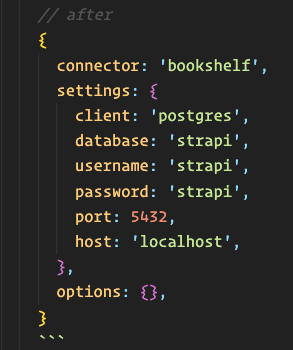 // after
{
connector: 'bookshelf',
settings: {
client: 'postgres',
database: 'strapi',
username: 'strapi',
password: 'strapi',
port: 5432,
host: 'localhost',
},
options: {},
}
```